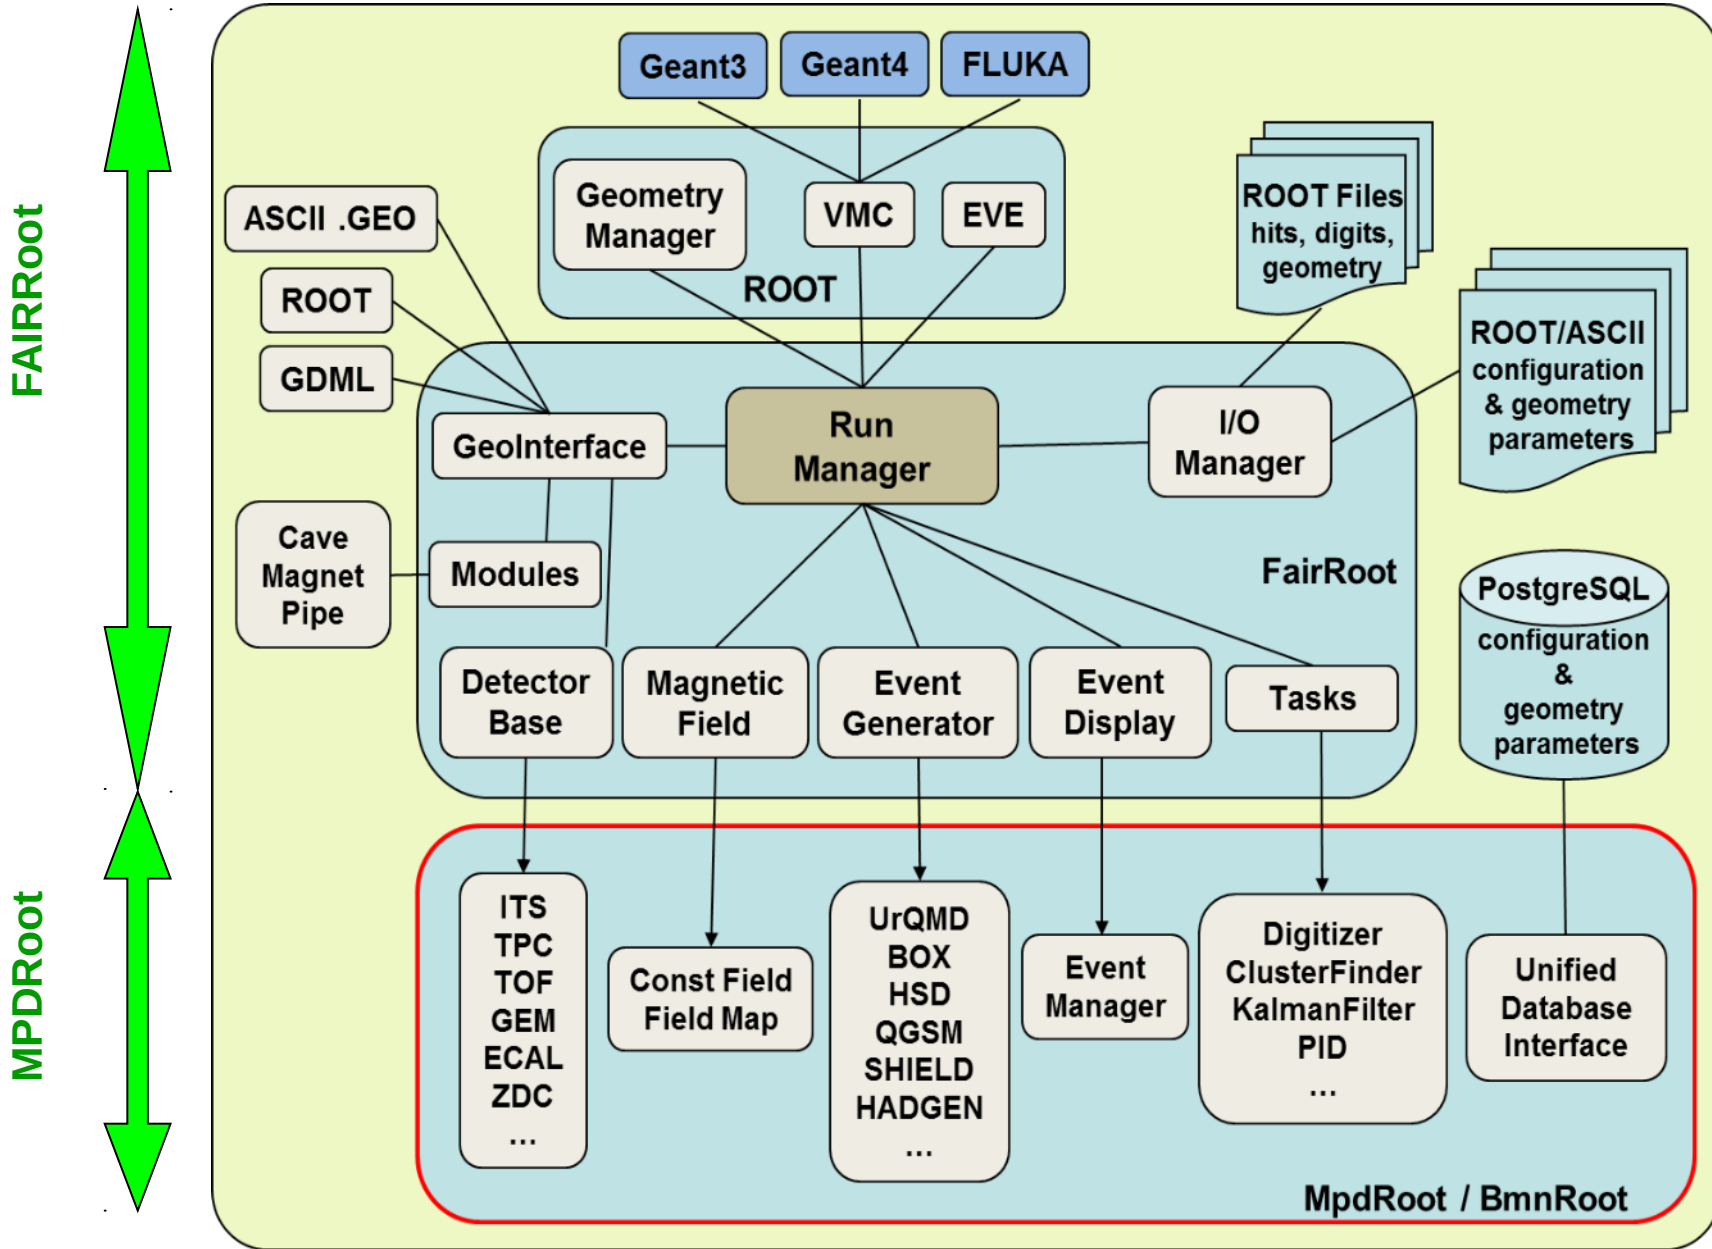 FAIRRoot
MPDRoot
Geant3
Geant4
FLUKA
Geometry
Manager
VMC
EVE
ROOT
ASCII .GEO
ROOT
GDML
ROOT Files
hits, digits,
geometry
ROOT/ASCII
configuration
& geometry
parameters
GeoInterface
Run
Manager
I/O
Manager
Cave
Magnet
Pipe
Modules
FairRoot
PostgreSQL
configuration
&
geometry
parameters
Detector
Base
Magnetic
Field
Event
Generator
Event
Display
Tasks
ITS
TPC
TOF
GEM
ECAL
ZDC
...
Const Field
Field Map
UrQMD
BOX
HSD
QGSM
SHIELD
HADGEN
...
Event
Manager
Digitizer
ClusterFinder
KalmanFilter
PID
...
Unified
Database
Interface
MpdRoot / BmnRoot